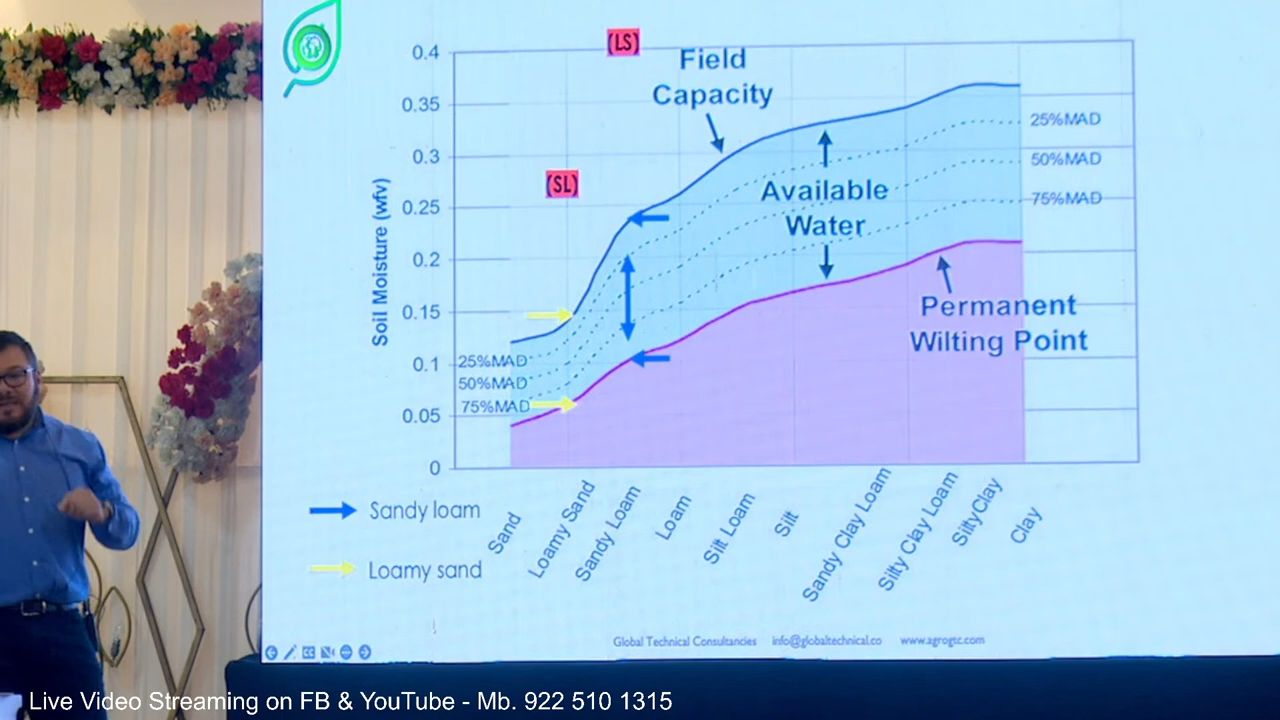 (LS)
Field
Capacity
0.4
0.35
0.3
0.25
0.2
0.15
0.1
0.05
0
Soil Moisture (wfv)
(SL)
25%MAD
50%MAD
75%MAD
Available
Water
Permanent
Wilting Point
25%MAD
50%MAD
75%MAD
Sand
Loamy Sand
Sandy Loam
Loam
Silt Loam
Silt
Sandy Clay Loam
Silty Clay Loam
SiltyClay
Clay
Sandy loam
Loamy sand
Global Technical Consultancies info@globaltechnical.co www.agrogtc.com
Live Video Streaming on FB & YouTube - Mb. 922 510 1315